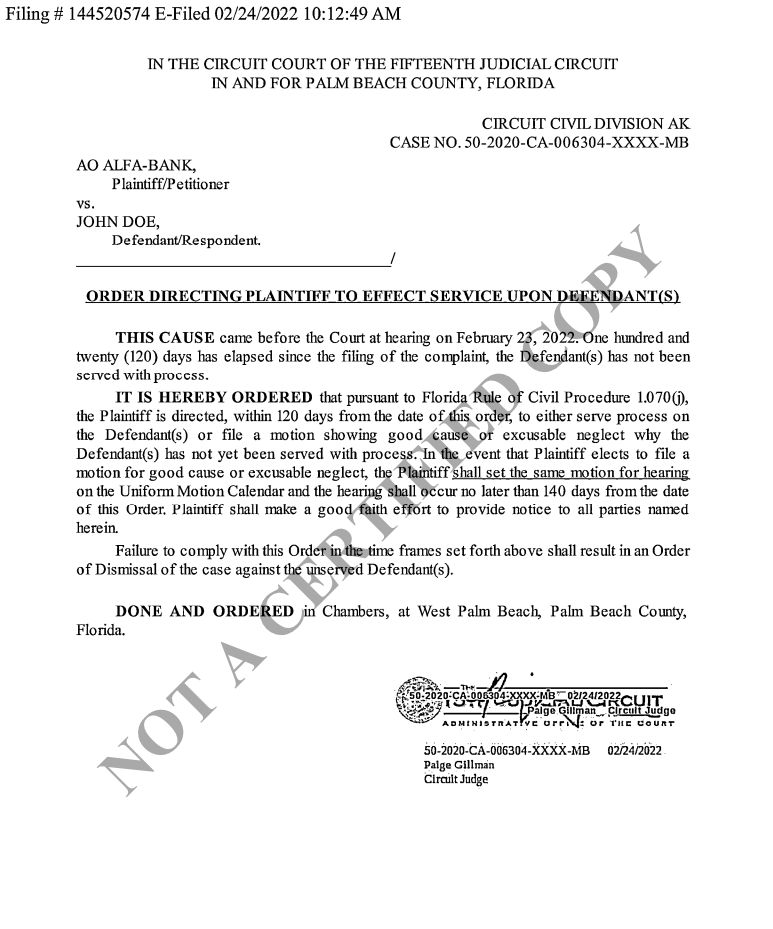 Filing # 144520574 E-Filed 02/24/2022 10:12:49 AM
IN THE CIRCUIT COURT OF THE FIFTEENTH JUDICIAL CIRCUIT
IN AND FOR PALM BEACH COUNTY, FLORIDA
CIRCUIT CIVIL DIVISION AK
CASE NO. 50-2020-CA-006304-XXXX-MB
AO ALFA-BANK,
Plaintiff/Petitioner
vs.
JOHN DOE,
Defendant/Respondent.
/
ORDER DIRECTING PLAINTIFF TO EFFECT SERVICE UPON DEFENDANT(S)
THIS CAUSE came before the Court at hearing on February 23, 2022. One hundred and
twenty (120) days has elapsed since the filing of the complaint, the Defendant(s) has not been
served with process.
IT IS HEREBY ORDERED that pursuant to Florida Rule of Civil Procedure 1.070(j),
the Plaintiff is directed, within 120 days from the date of this order, to either serve process on
the Defendant(s) or file a motion showing good cause or excusable neglect why the
Defendant(s) has not yet been served with process. In the event that Plaintiff elects to file a
motion for good cause or excusable neglect, the Plaintiff shall set the same motion for hearing
on the Uniform Motion Calendar and the hearing shall occur no later than 140 days from the date
of this Order. Plaintiff shall make a good faith effort to provide notice to all parties named
herein.
Failure to comply with this Order in the time frames set forth above shall result in an Order
of Dismissal of the case against the unserved Defendant(s).
DONE AND ORDERED in Chambers, at West Palm Beach, Palm Beach County,
Florida.
THE
50-2020-CA-006304-XXXX-MB 02/24/2022
CIRCUIT
Paige Gillman Circuit Judge
ADMINISTRATIVE OFFICE OF THE COURT
50-2020-CA-006304-XXXX-MB 02/24/2022
Paige Gillman
Circuit Judge
NOT A CERTIFIED COPY